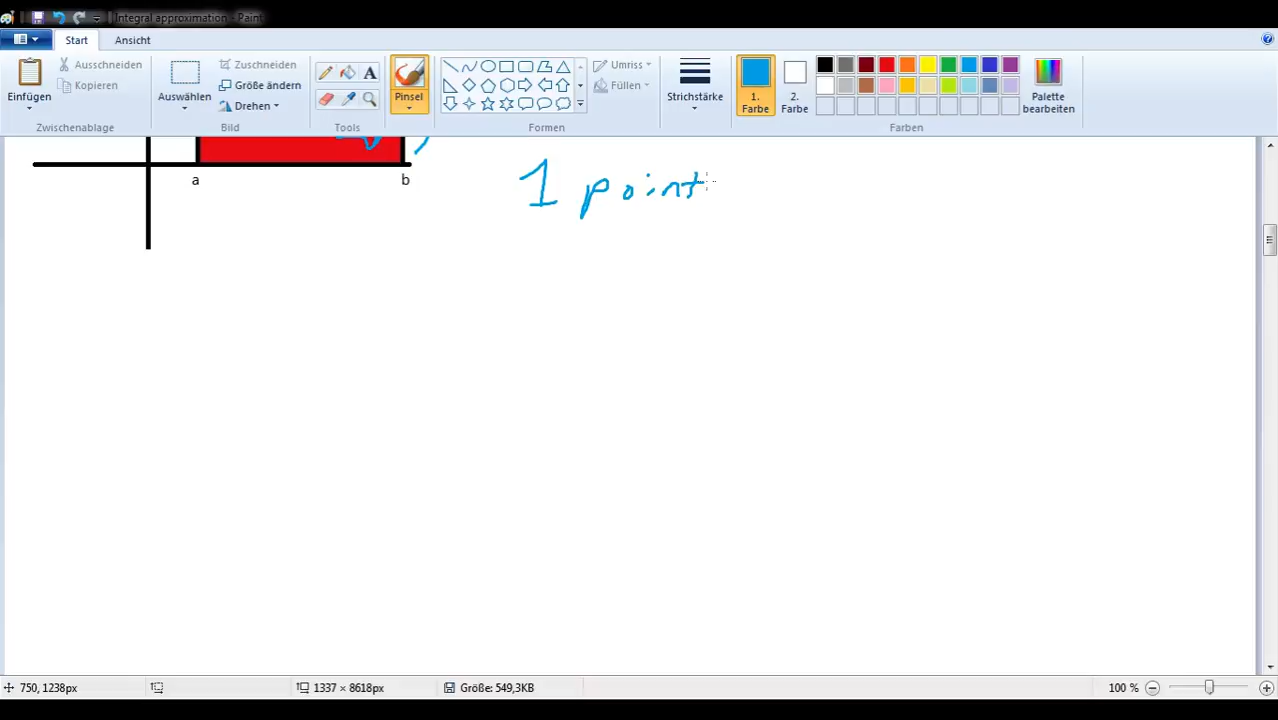 Integral approximation - Paint
Start Ansicht
Einfügen
Ausschneiden
Kopieren
Zwischenablage
Auswählen
Zuschneiden
Größe ändern
Drehen
Bild
A
Tools
Pinsel
Formen
Umriss
Füllen
Strichstärke
1.
Farbe
2.
Farbe
Farben
Palette
bearbeiten
a b
1 point
750, 1238px
1337 × 8618px
Größe: 549,3KB
100 %